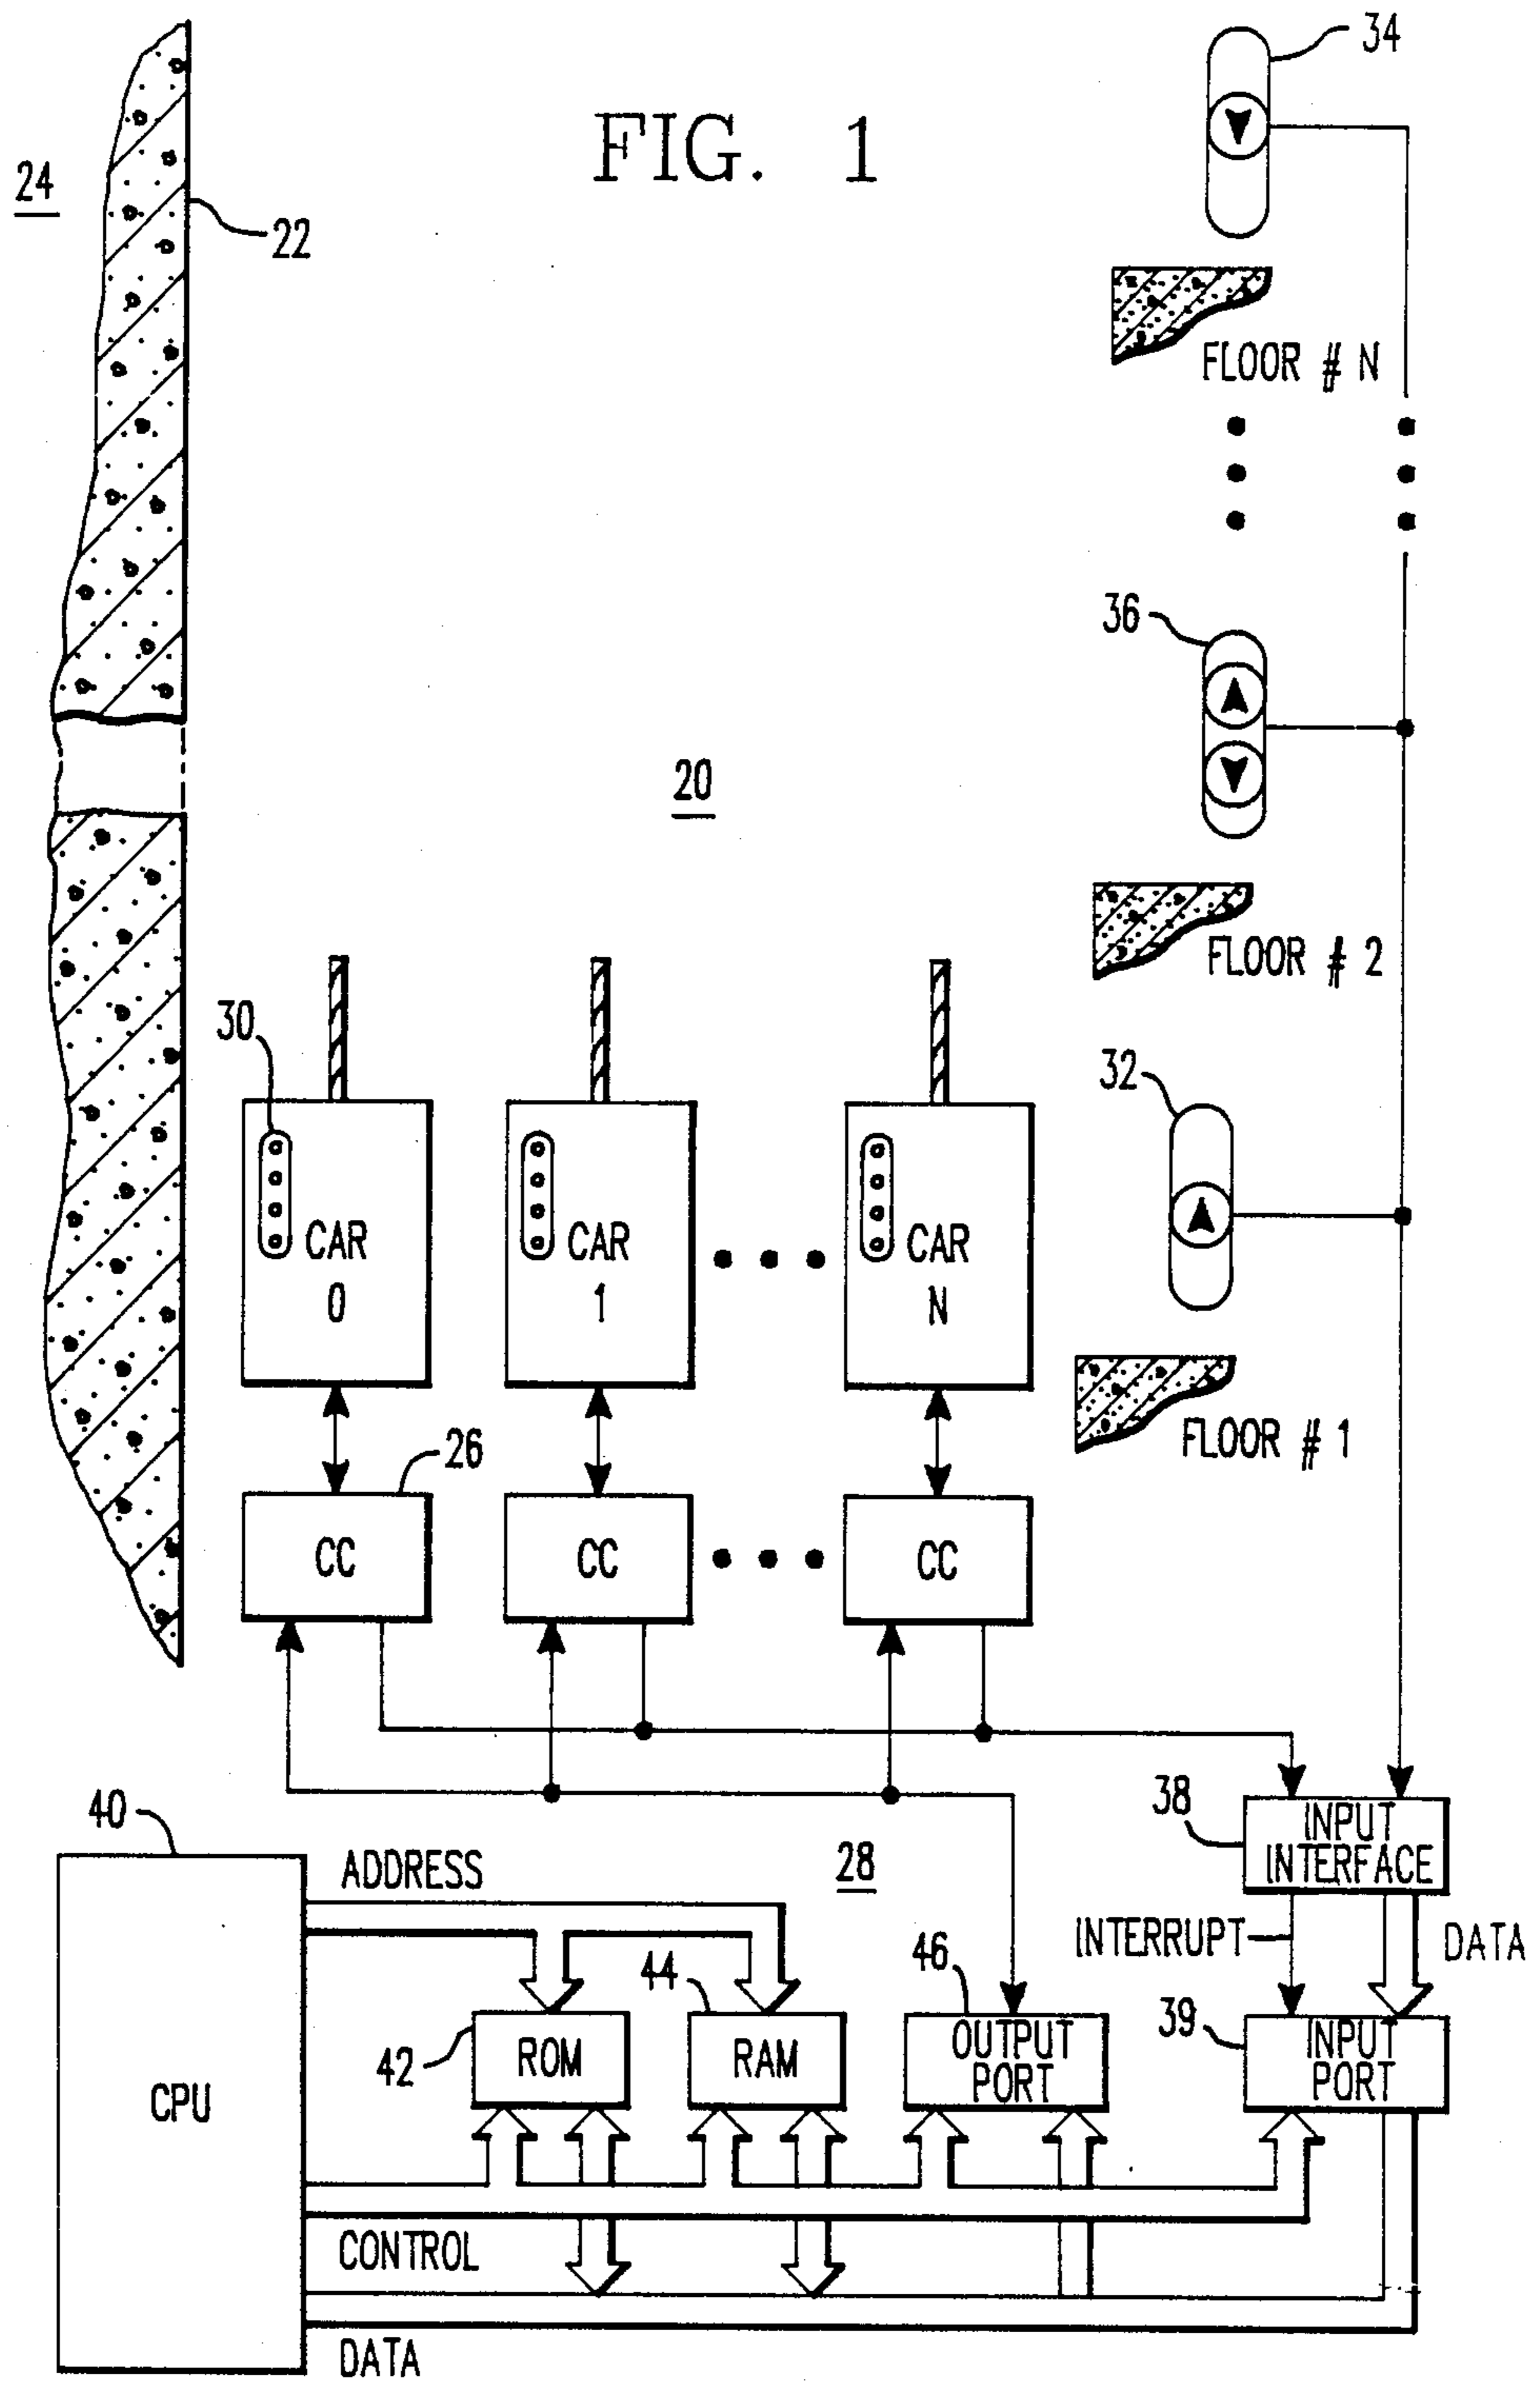 34
FIG. 1
24
22
FLOOR # N
36
20
FLOOR # 2
30
32
CAR 0
CAR 1
CAR N
FLOOR # 1
26
CC
CC
CC
40
38
INPUT
INTERFACE
ADDRESS
28
INTERRUPT
DATA
46
44
39
42
ROM
RAM
OUTPUT
PORT
INPUT
PORT
CPU
CONTROL
DATA